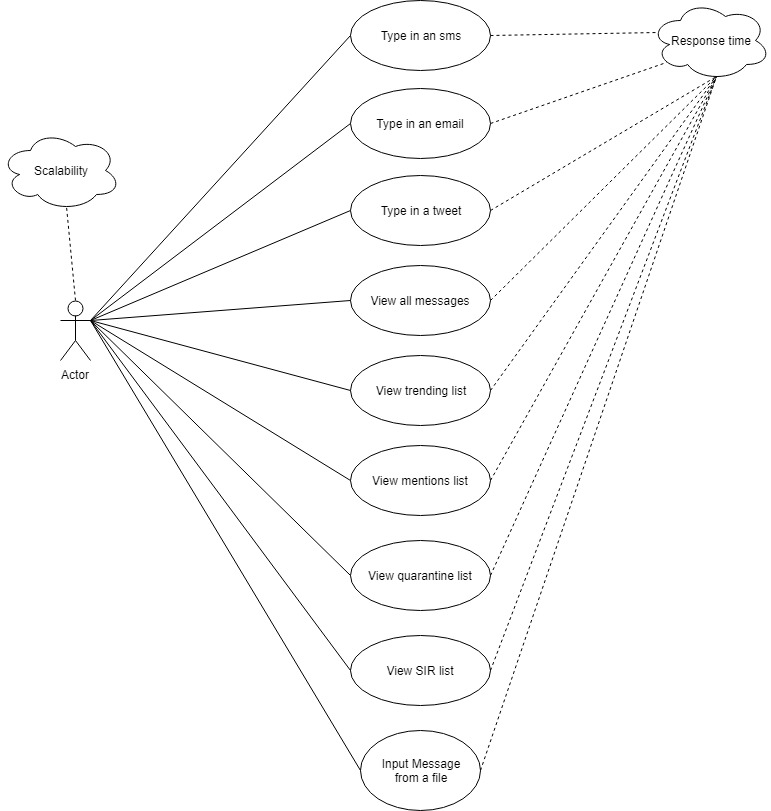 Type in an sms
Response time
Type in an email
Scalability
Type in a tweet
View all messages
Actor
View trending list
View mentions list
View quarantine list
View SIR list
Input Message
from a file